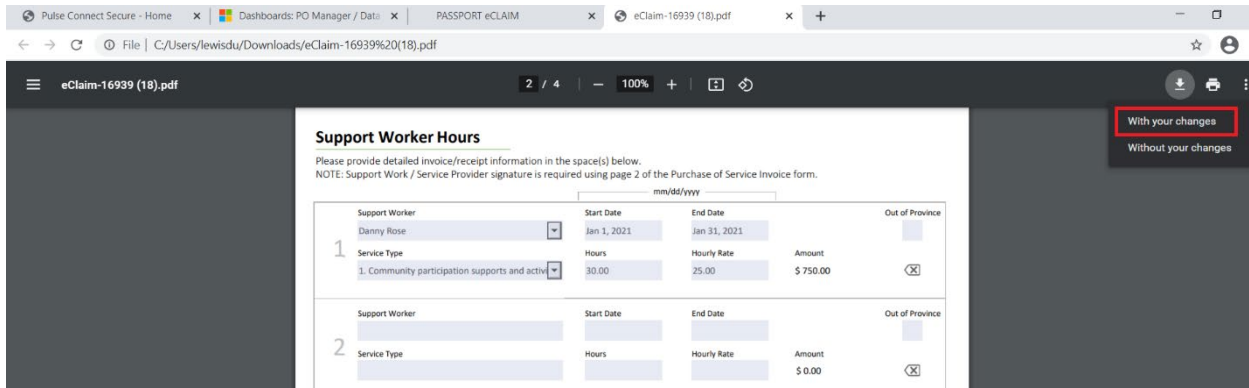 Pulse Connect Secure - Home
Dashboards: PO Manager / Data
PASSPORT eCLAIM
eClaim-16939 (18).pdf
File | C:/Users/lewisdu/Downloads/eClaim-16939%20(18).pdf
eClaim-16939 (18).pdf 2 / 4 | − 100% +
With your changes
Without your changes
Support Worker Hours
Please provide detailed invoice/receipt information in the space(s) below.
NOTE: Support Work / Service Provider signature is required using page 2 of the Purchase of Service Invoice form.
mm/dd/yyyy
Support Worker Start Date End Date Out of Province
Danny Rose Jan 1, 2021 Jan 31, 2021
1 Service Type Hours Hourly Rate Amount
1. Community participation supports and activi 30.00 25.00 $ 750.00
Support Worker Start Date End Date Out of Province
2 Service Type Hours Hourly Rate Amount
$ 0.00